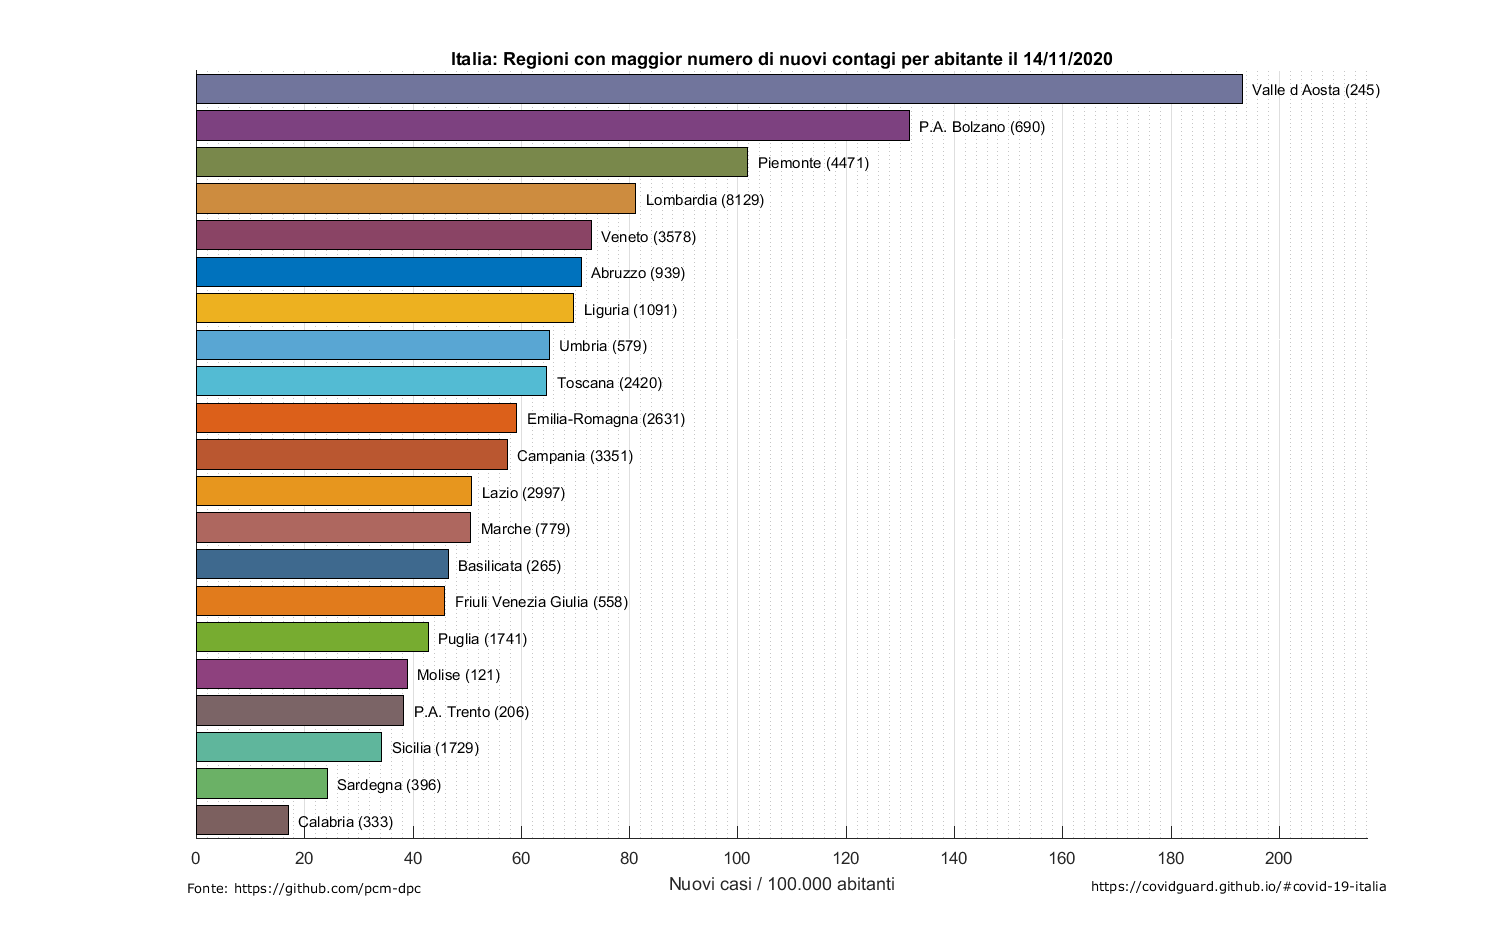 Italia: Regioni con maggior numero di nuovi contagi per abitante il 14/11/2020
Valle d Aosta (245)
P.A. Bolzano (690)
Piemonte (4471)
Lombardia (8129)
Veneto (3578)
Abruzzo (939)
Liguria (1091)
Umbria (579)
Toscana (2420)
Emilia-Romagna (2631)
Campania (3351)
Lazio (2997)
Marche (779)
Basilicata (265)
Friuli Venezia Giulia (558)
Puglia (1741)
Molise (121)
P.A. Trento (206)
Sicilia (1729)
Sardegna (396)
Calabria (333)
0 20 40 60 80 100 120 140 160 180 200
Nuovi casi / 100.000 abitanti
Fonte: https://github.com/pcm-dpc
https://covidguard.github.io/#covid-19-italia